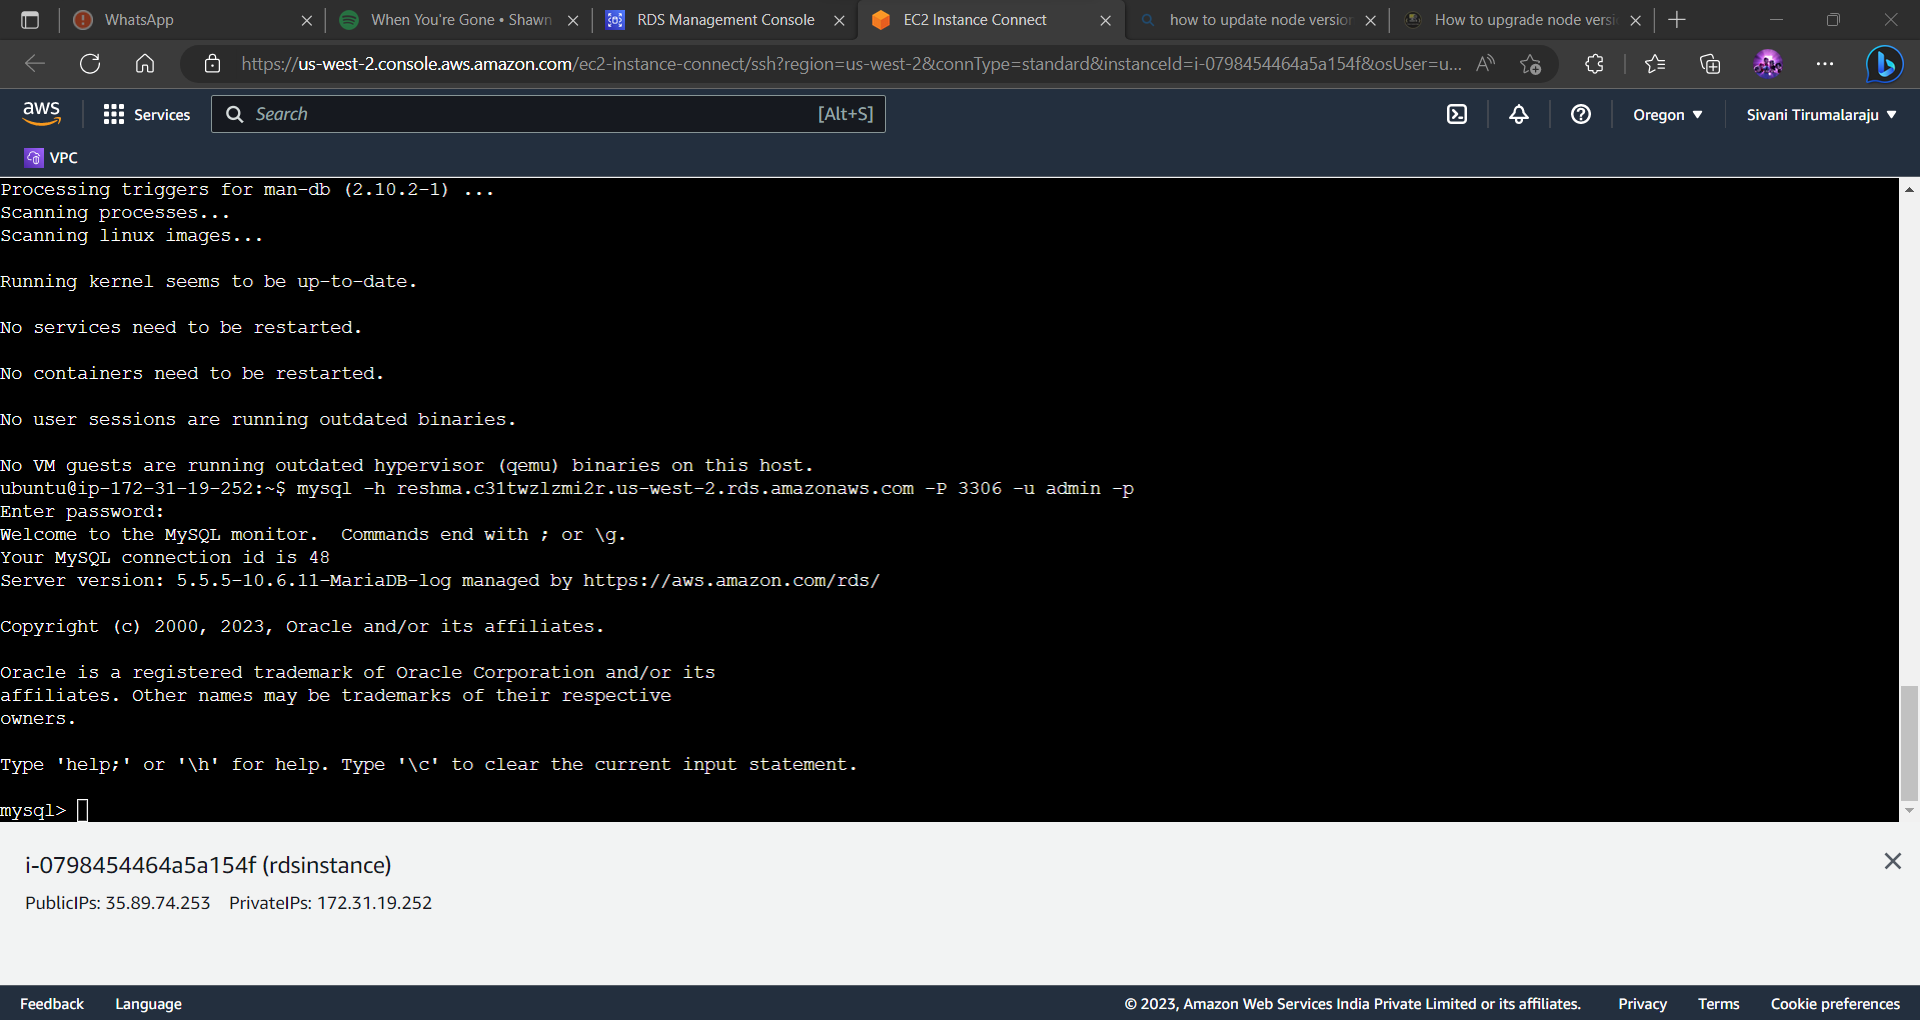 WhatsApp
When You're Gone • Shawn
RDS Management Console
EC2 Instance Connect
how to update node version
How to upgrade node versi
https://us-west-2.console.aws.amazon.com/ec2-instance-connect/ssh?region=us-west-2&connType=standard&instanceId=i-0798454464a5a154f&osUser=u...
aws
Services
Search
[Alt+S]
Oregon
Sivani Tirumalaraju
VPC
Processing triggers for man-db (2.10.2-1) ...
Scanning processes...
Scanning linux images...
Running kernel seems to be up-to-date.
No services need to be restarted.
No containers need to be restarted.
No user sessions are running outdated binaries.
No VM guests are running outdated hypervisor (qemu) binaries on this host.
ubuntu@ip-172-31-19-252:~$ mysql -h reshma.c31twzlzmi2r.us-west-2.rds.amazonaws.com -P 3306 -u admin -p
Enter password:
Welcome to the MySQL monitor.  Commands end with ; or \g.
Your MySQL connection id is 48
Server version: 5.5.5-10.6.11-MariaDB-log managed by https://aws.amazon.com/rds/
Copyright (c) 2000, 2023, Oracle and/or its affiliates.
Oracle is a registered trademark of Oracle Corporation and/or its
affiliates. Other names may be trademarks of their respective
owners.
Type 'help;' or '\h' for help. Type '\c' to clear the current input statement.
mysql>
i-0798454464a5a154f (rdsinstance)
PublicIPs: 35.89.74.253    PrivateIPs: 172.31.19.252
Feedback
Language
© 2023, Amazon Web Services India Private Limited or its affiliates.
Privacy
Terms
Cookie preferences